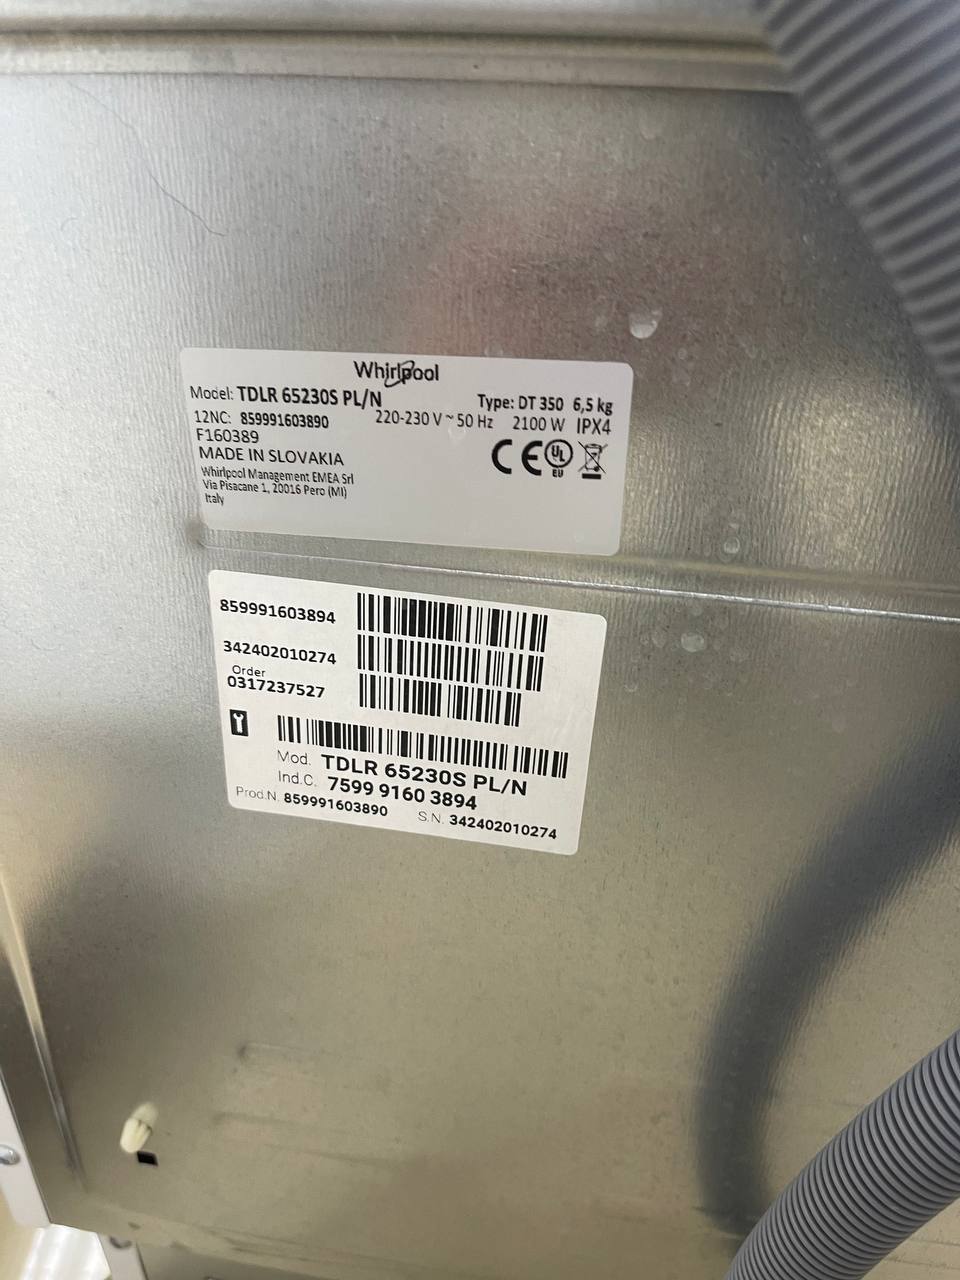 Whirlpool
Model: TDLR 65230S PL/N Type: DT 350 6,5 kg
12NC: 859991603890 220-230 V ~ 50 Hz 2100 W IPX4
F160389
MADE IN SLOVAKIA
Whirlpool Management EMEA Srl
Via Pisacane 1, 20016 Pero (MI)
Italy
CE UL EU
859991603894
342402010274
Order
0317237527
Mod. TDLR 65230S PL/N
Ind.C. 7599 9160 3894
Prod.N. 859991603890 S.N. 342402010274